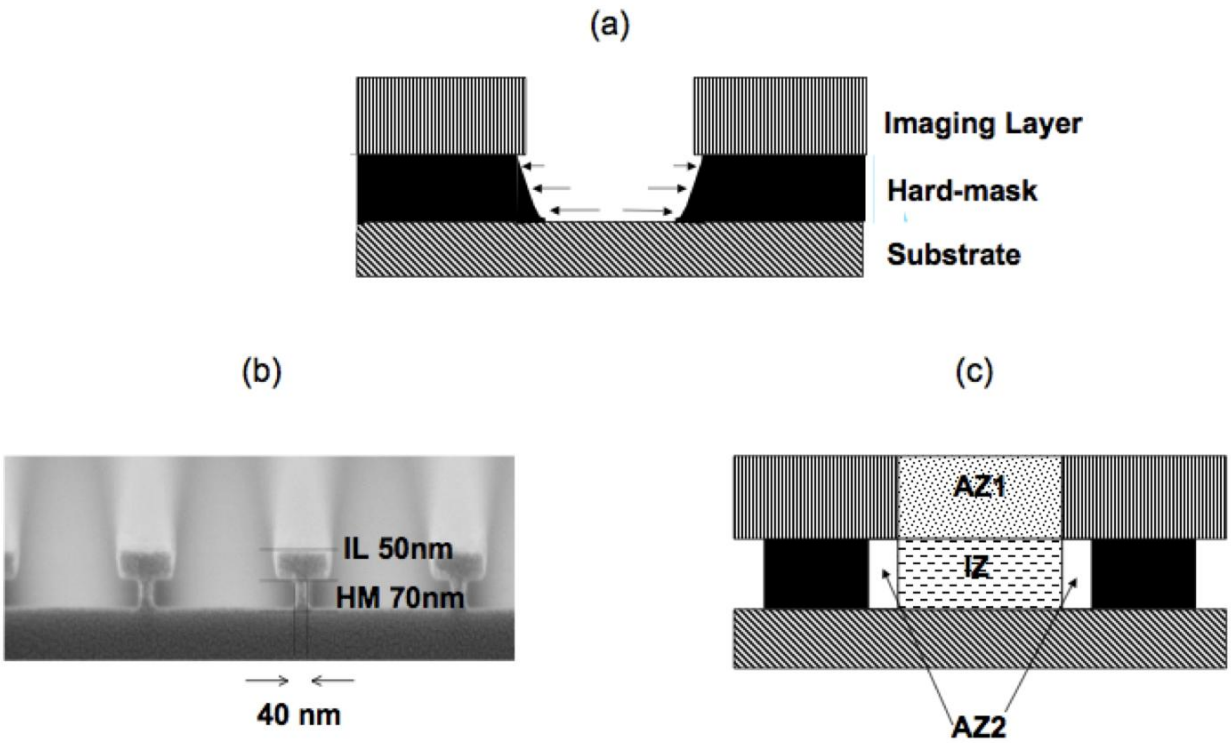 (a)
Imaging Layer
Hard-mask
Substrate
(b)
(c)
IL 50nm
HM 70nm
40 nm
AZ1
IZ
AZ2